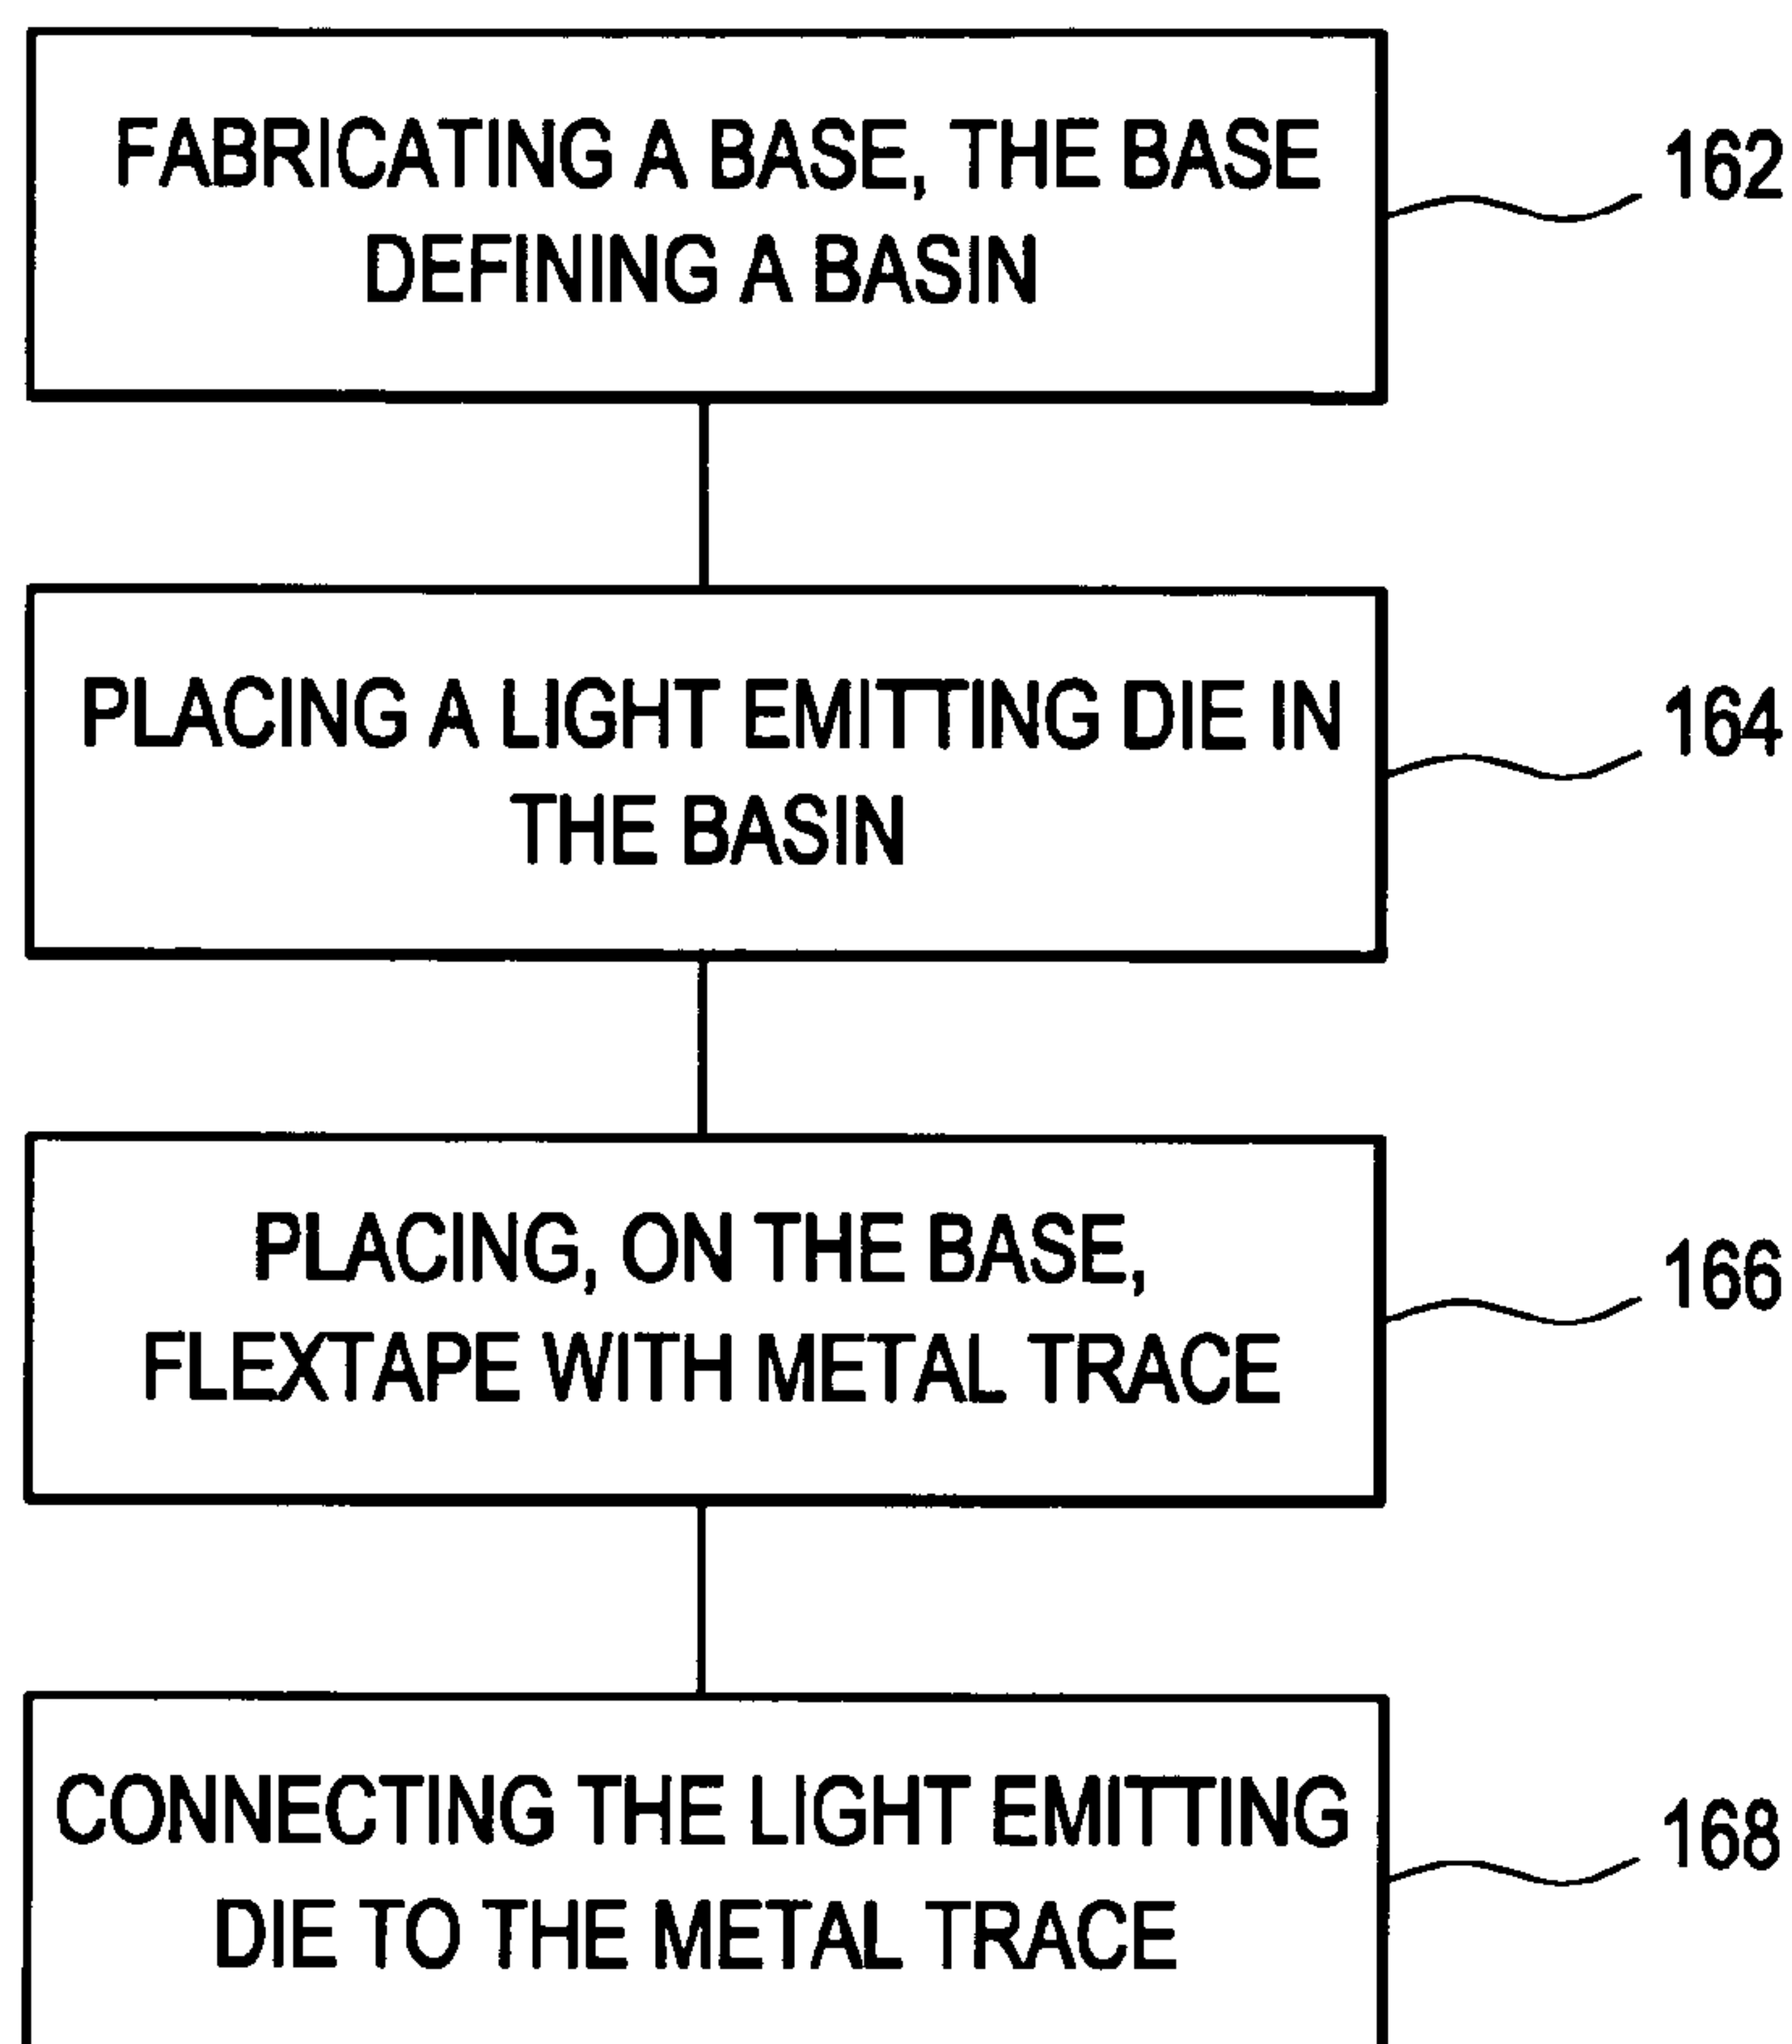 FABRICATING A BASE, THE BASE
DEFINING A BASIN
162
PLACING A LIGHT EMITTING DIE IN
THE BASIN
164
PLACING, ON THE BASE,
FLEXTAPE WITH METAL TRACE
166
CONNECTING THE LIGHT EMITTING
DIE TO THE METAL TRACE
168